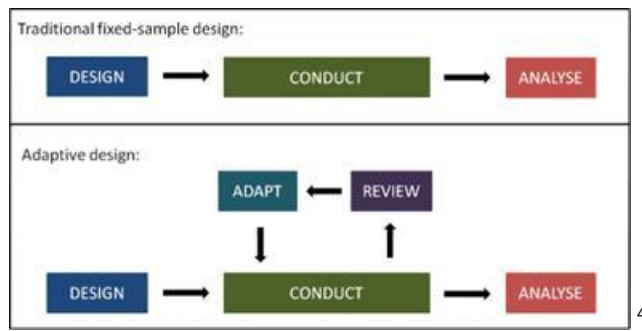 Traditional fixed-sample design:
DESIGN CONDUCT ANALYSE
Adaptive design:
ADAPT REVIEW
DESIGN CONDUCT ANALYSE